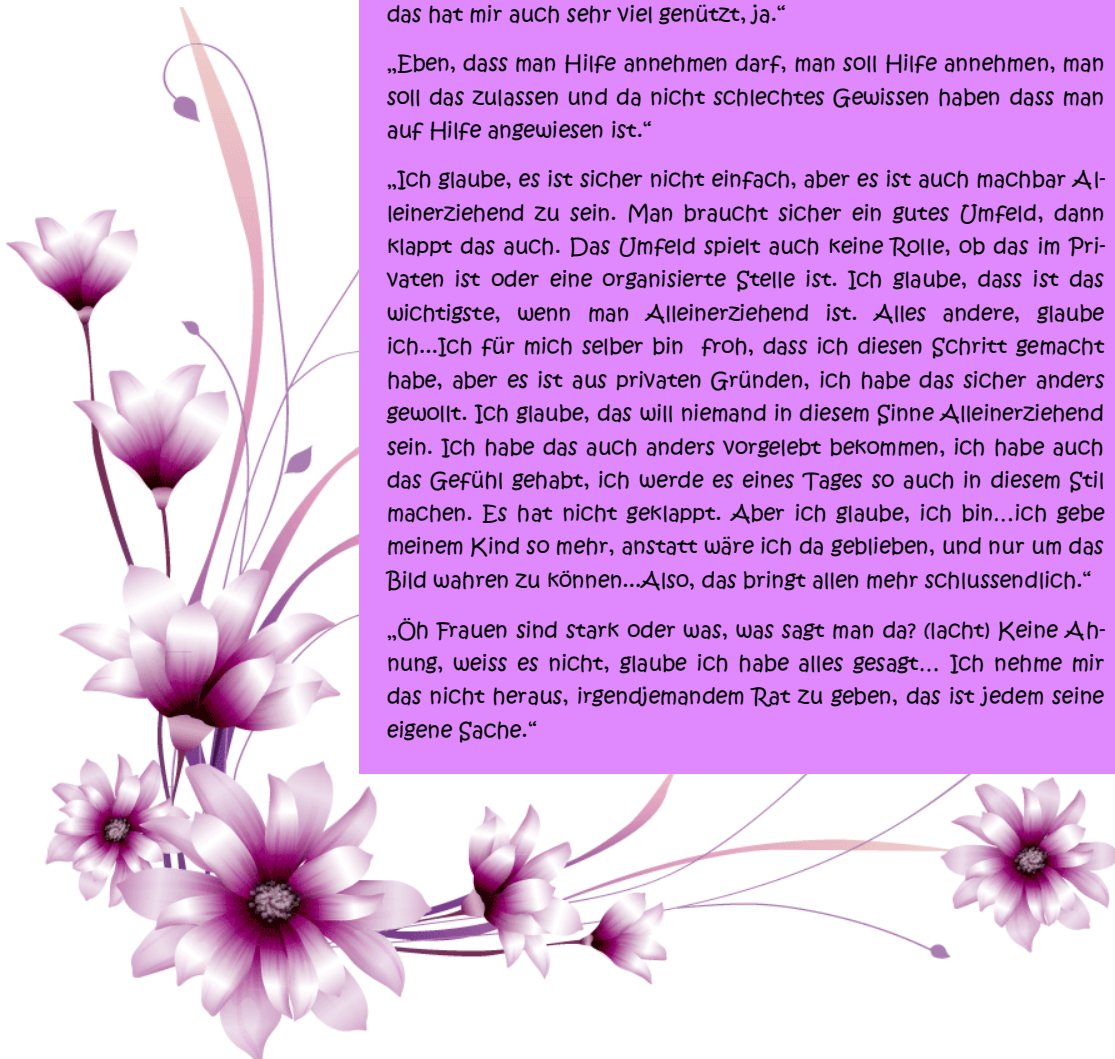 das hat mir auch sehr viel genützt, ja.“
„Eben, dass man Hilfe annehmen darf, man soll Hilfe annehmen, man
soll das zulassen und da nicht schlechtes Gewissen haben dass man
auf Hilfe angewiesen ist.“
„Ich glaube, es ist sicher nicht einfach, aber es ist auch machbar Al-
leinerziehend zu sein. Man braucht sicher ein gutes Umfeld, dann
klappt das auch. Das Umfeld spielt auch keine Rolle, ob das im Pri-
vaten ist oder eine organisierte Stelle ist. Ich glaube, dass ist das
wichtigste, wenn man Alleinerziehend ist. Alles andere, glaube
ich...Ich für mich selber bin froh, dass ich diesen Schritt gemacht
habe, aber es ist aus privaten Gründen, ich habe das sicher anders
gewollt. Ich glaube, das will niemand in diesem Sinne Alleinerziehend
sein. Ich habe das auch anders vorgelebt bekommen, ich habe auch
das Gefühl gehabt, ich werde es eines Tages so auch in diesem Stil
machen. Es hat nicht geklappt. Aber ich glaube, ich bin...ich gebe
meinem Kind so mehr, anstatt wäre ich da geblieben, und nur um das
Bild wahren zu können...Also, das bringt allen mehr schlussendlich.“
„Öh Frauen sind stark oder was, was sagt man da? (lacht) Keine Ah-
nung, weiss es nicht, glaube ich habe alles gesagt... Ich nehme mir
das nicht heraus, irgendjemandem Rat zu geben, das ist jedem seine
eigene Sache.“